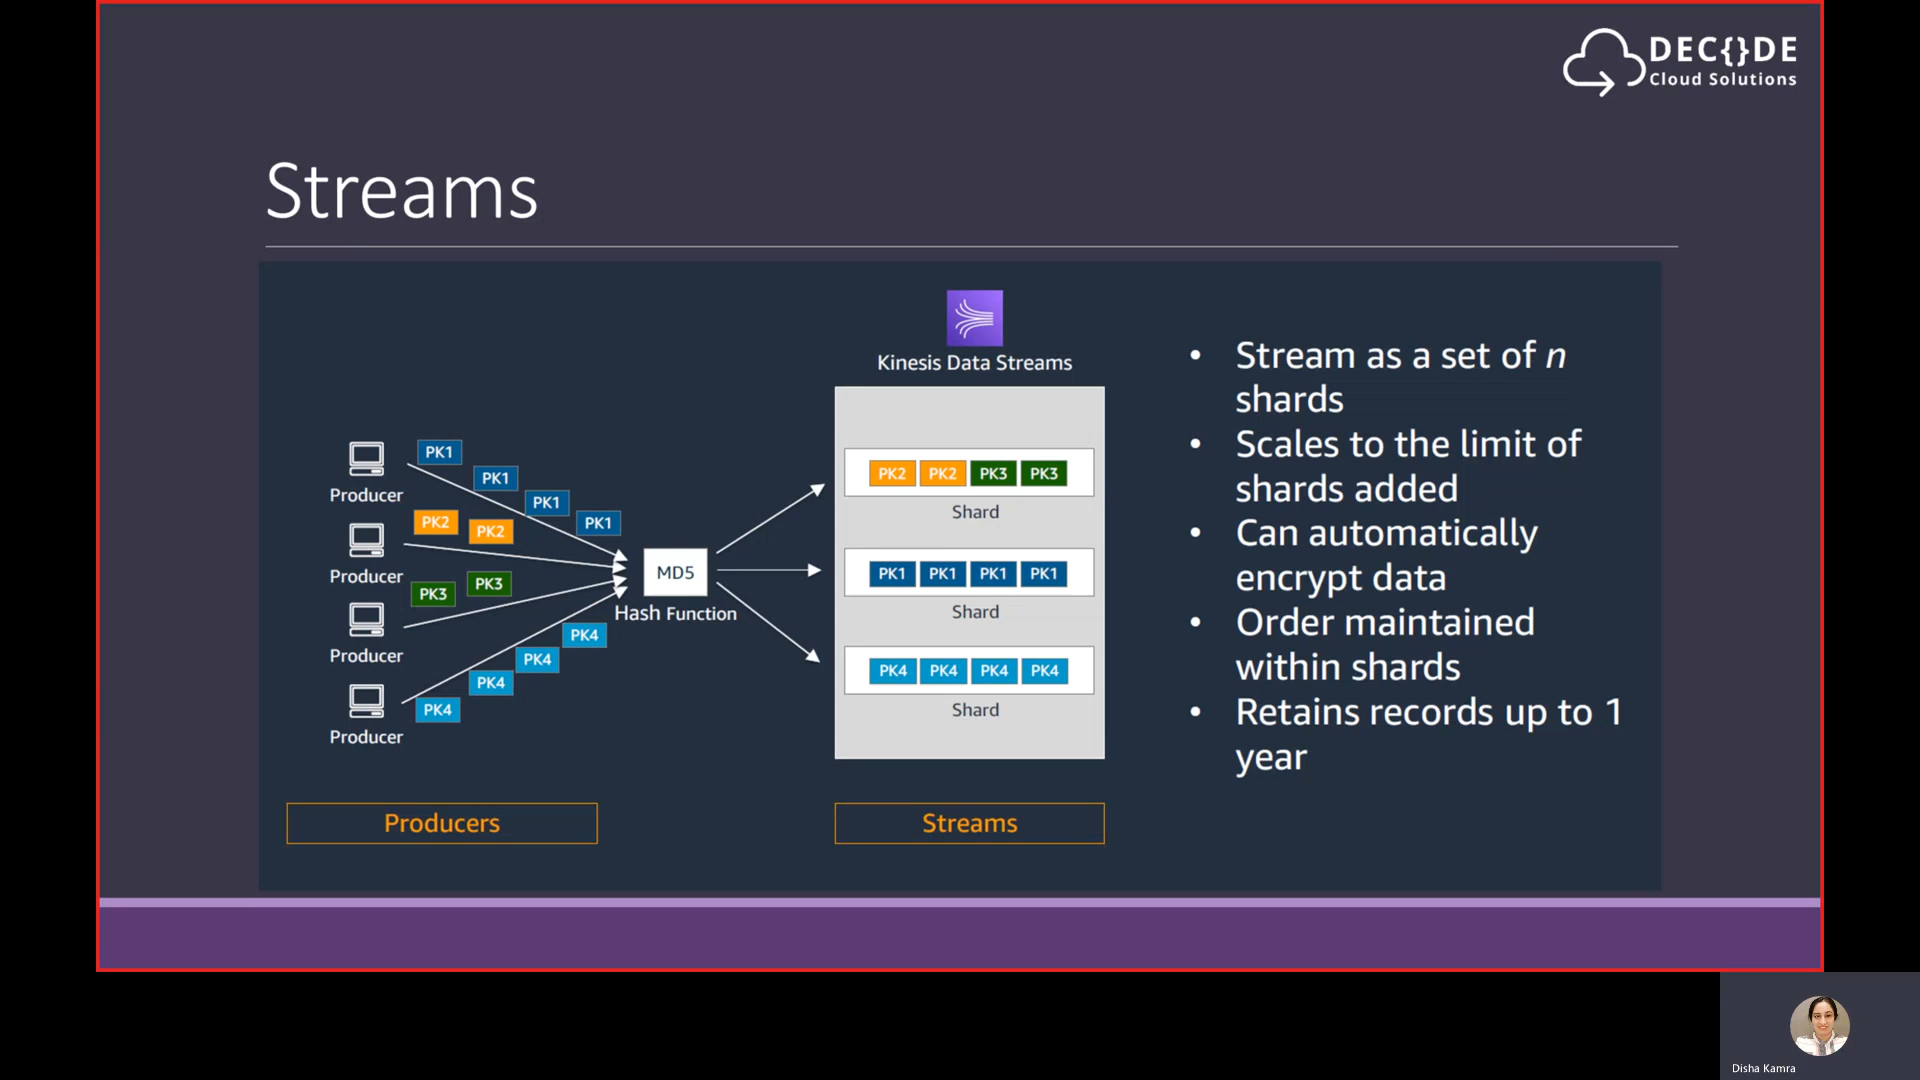 DEC{}DE
Cloud Solutions
Streams
Kinesis Data Streams
PK1
PK1
PK1
PK1
Producer
PK2
PK2
Producer
PK3
PK3
Producer
PK4
PK4
PK4
PK4
Producer
MD5
Hash Function
PK2 PK2 PK3 PK3
Shard
PK1 PK1 PK1 PK1
Shard
PK4 PK4 PK4 PK4
Shard
Producers
Streams
• Stream as a set of n
shards
• Scales to the limit of
shards added
• Can automatically
encrypt data
• Order maintained
within shards
• Retains records up to 1
year
Disha Kamra